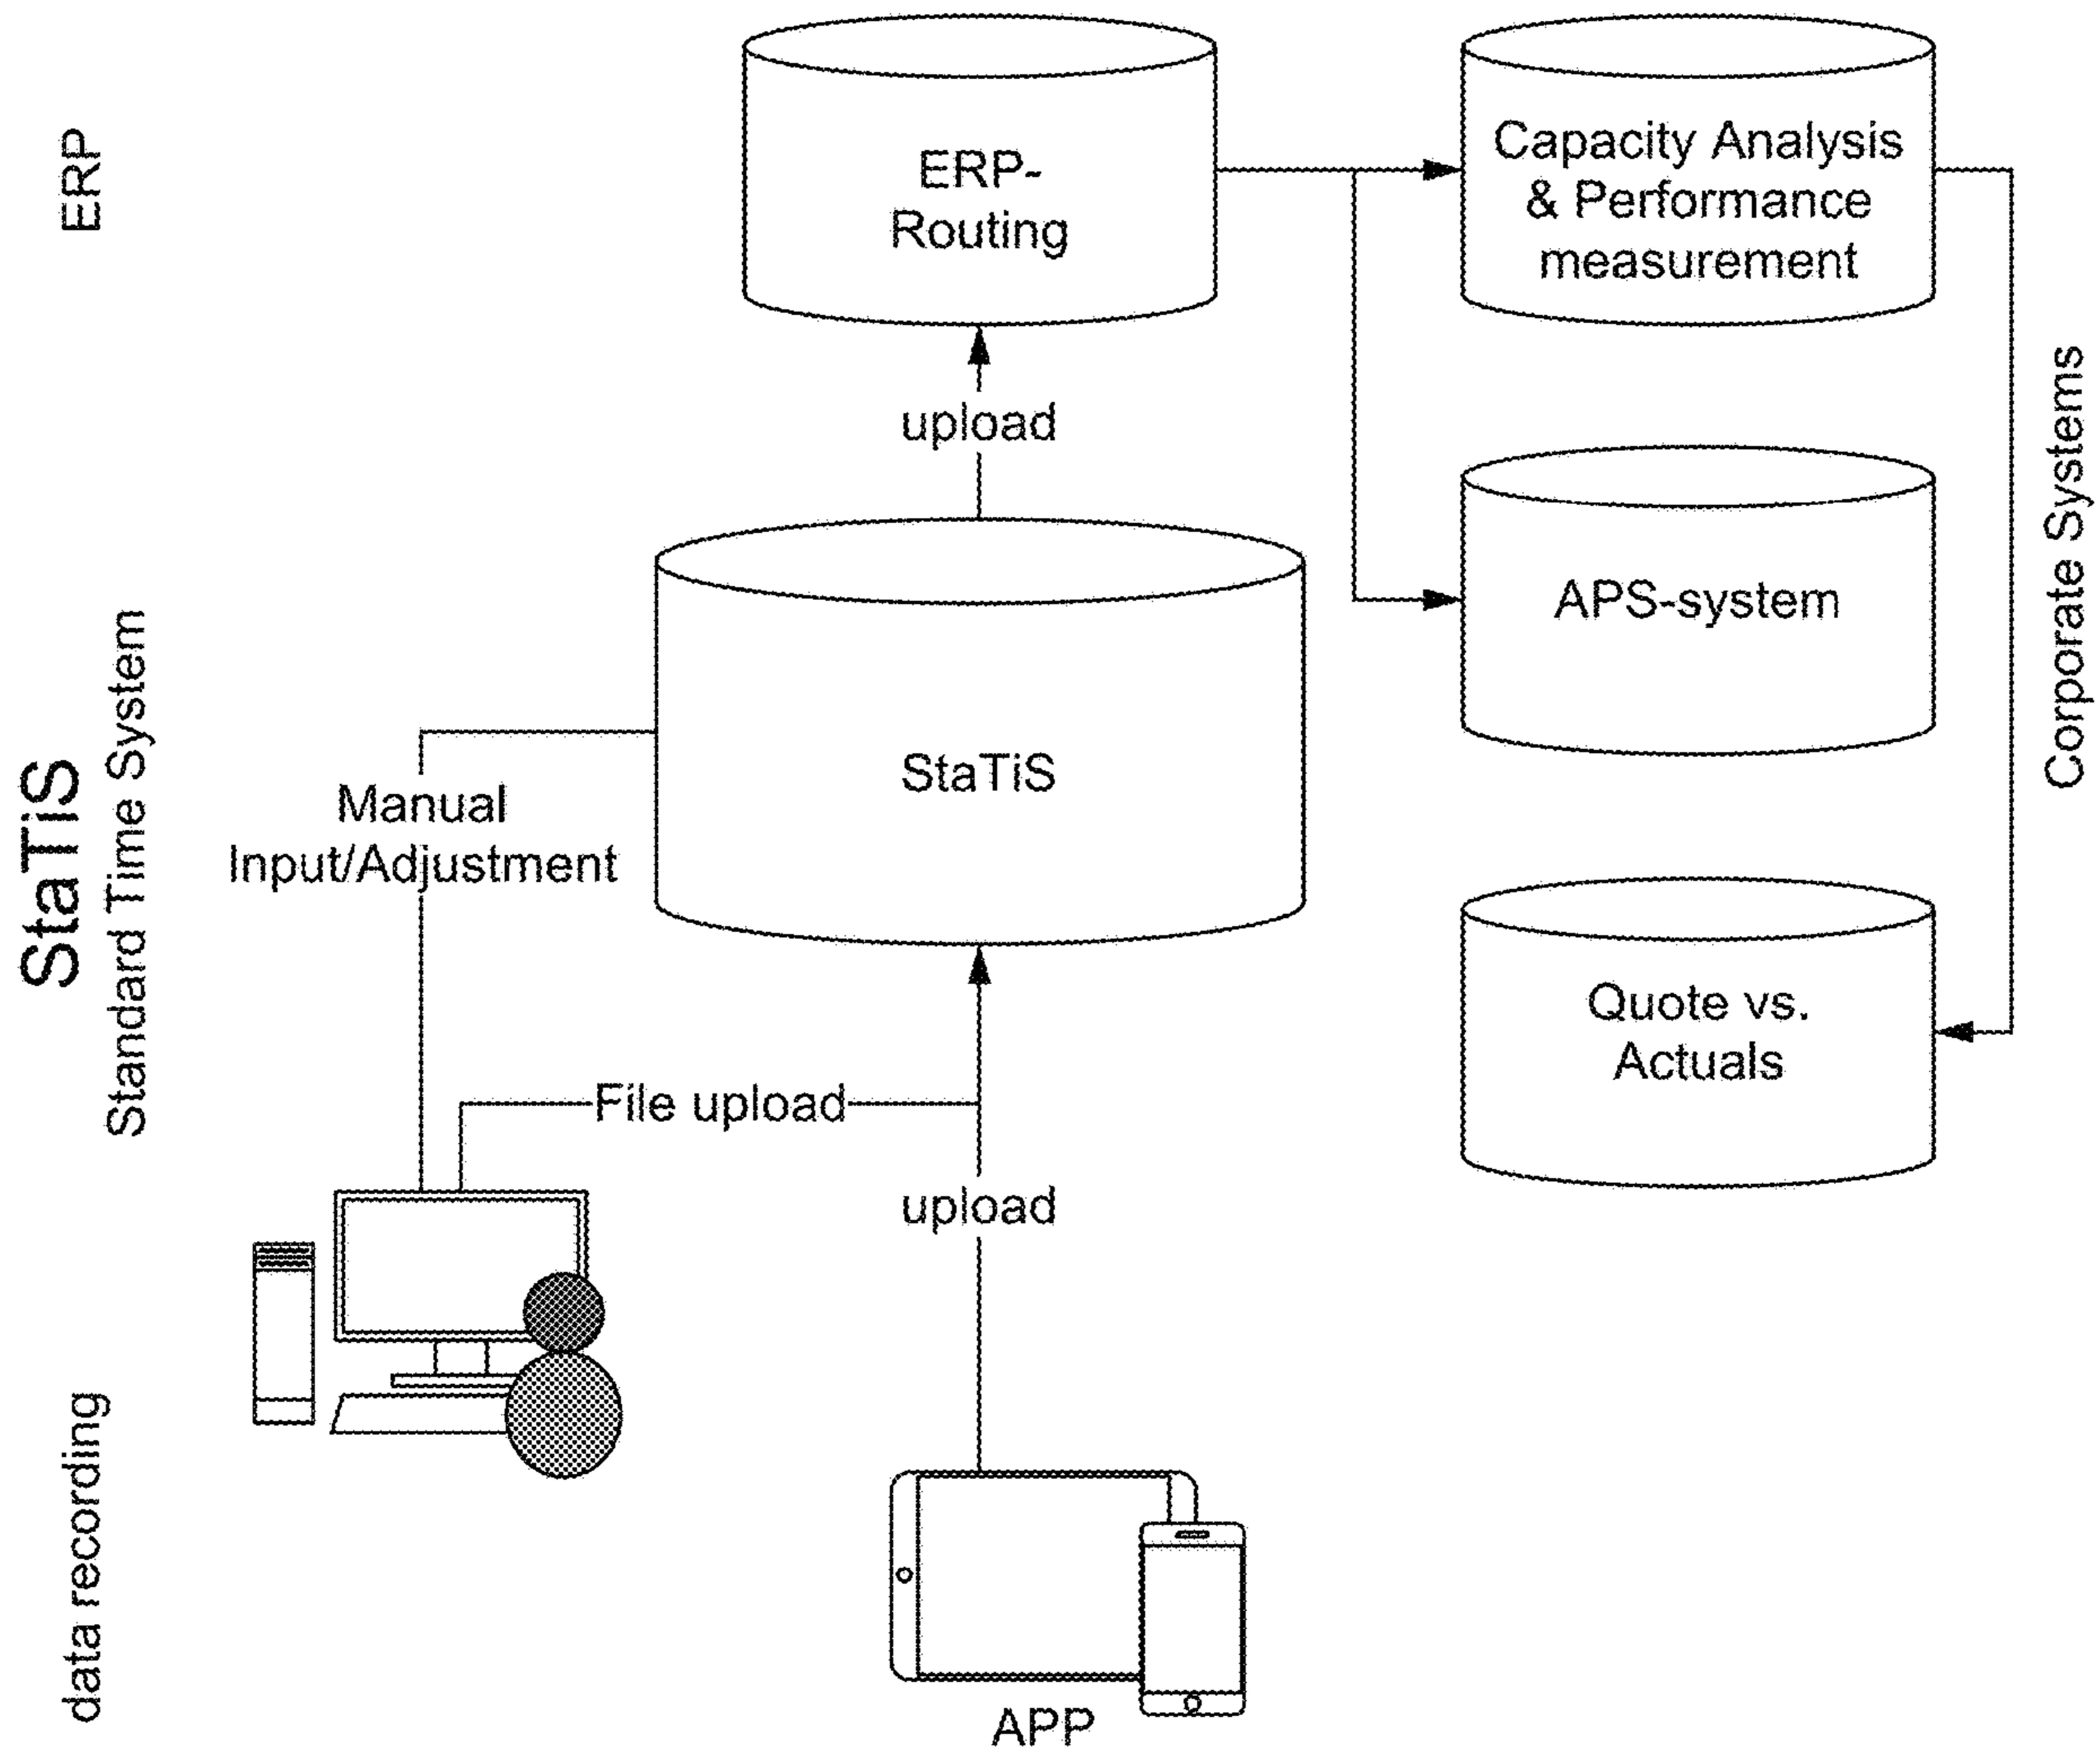 ERP
ERP-
Routing
Capacity Analysis
& Performance
measurement
upload
Corporate Systems
APS-system
StaTiS
Standard Time System
StaTiS
Manual
Input/Adjustment
Quote vs.
Actuals
File upload
upload
data recording
APP